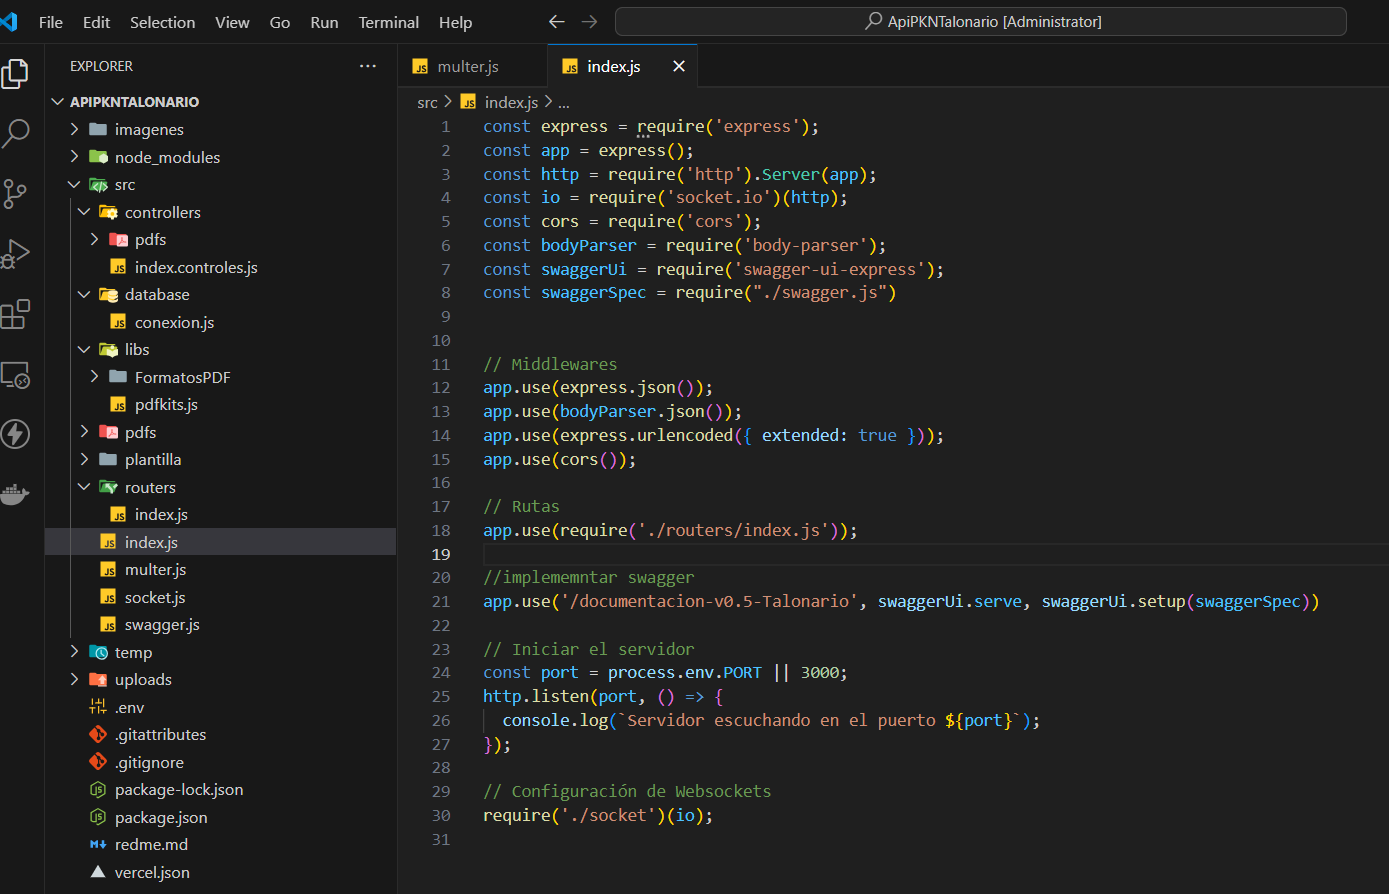 File Edit Selection View Go Run Terminal Help
ApiPKNTalonario [Administrator]
EXPLORER
APIPKNTALONARIO
imagenes
node_modules
src
controllers
pdfs
index.controles.js
database
conexion.js
libs
FormatosPDF
pdfkits.js
pdfs
plantilla
routers
index.js
index.js
multer.js
socket.js
swagger.js
temp
uploads
.env
.gitattributes
.gitignore
package-lock.json
package.json
redme.md
vercel.json
multer.js index.js
src > index.js > ...
1 const express = require('express');
2 const app = express();
3 const http = require('http').Server(app);
4 const io = require('socket.io')(http);
5 const cors = require('cors');
6 const bodyParser = require('body-parser');
7 const swaggerUi = require('swagger-ui-express');
8 const swaggerSpec = require("./swagger.js")
9
10
11 // Middlewares
12 app.use(express.json());
13 app.use(bodyParser.json());
14 app.use(express.urlencoded({ extended: true }));
15 app.use(cors());
16
17 // Rutas
18 app.use(require('./routers/index.js'));
19
20 //implememntar swagger
21 app.use('/documentacion-v0.5-Talonario', swaggerUi.serve, swaggerUi.setup(swaggerSpec))
22
23 // Iniciar el servidor
24 const port = process.env.PORT || 3000;
25 http.listen(port, () => {
26 console.log(`Servidor escuchando en el puerto ${port}`);
27 });
28
29 // Configuración de Websockets
30 require('./socket')(io);
31